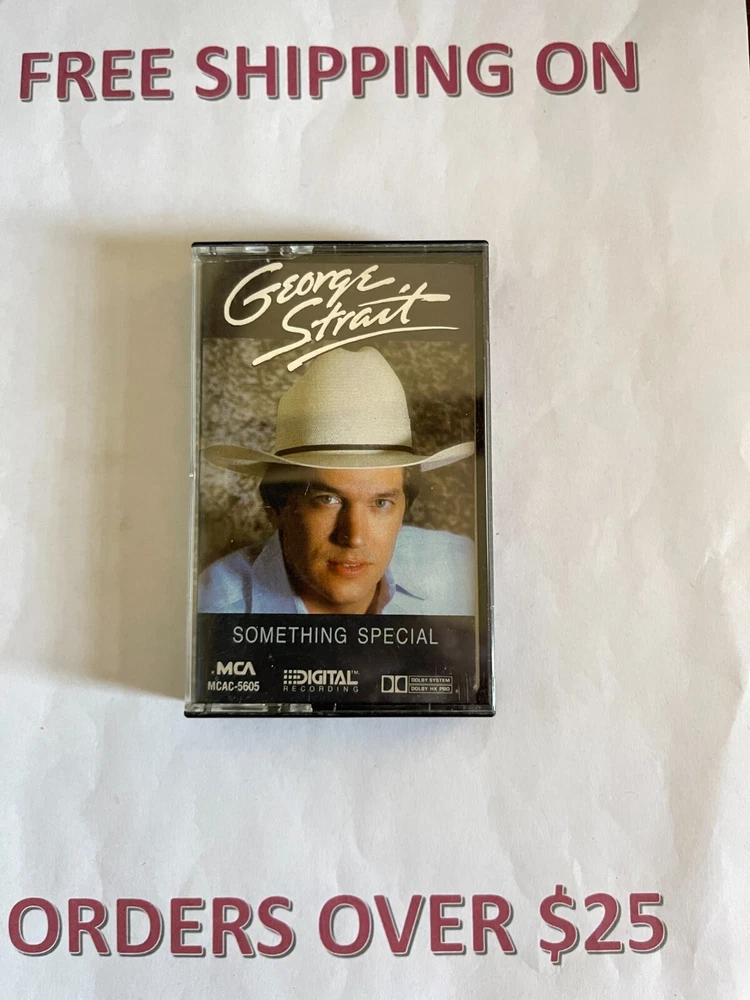 FREE SHIPPING ON
George
Strait
SOMETHING SPECIAL
MCA
MCAC-5605
DIGITAL™
RECORDING
DOLBY SYSTEM
DOLBY HX PRO
ORDERS OVER $25